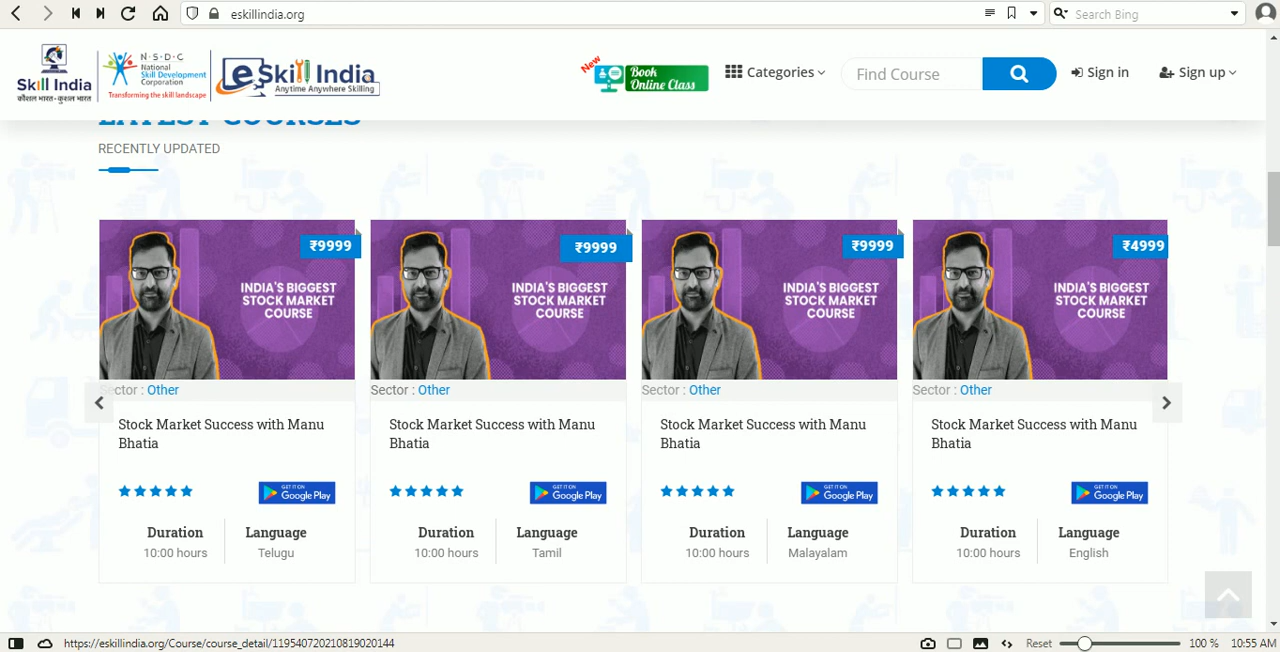 eskillindia.org
Search Bing
Skill India
कौशल भारत - कुशल भारत
N·S·D·C
National
Skill Development
Corporation
Transforming the skill landscape
eSkill India
Anytime Anywhere Skilling
New
Book
Online Class
Categories
Find Course
Sign in
Sign up
LATEST COURSES
RECENTLY UPDATED
₹9999
₹9999
₹9999
₹4999
INDIA'S BIGGEST
STOCK MARKET
COURSE
INDIA'S BIGGEST
STOCK MARKET
COURSE
INDIA'S BIGGEST
STOCK MARKET
COURSE
INDIA'S BIGGEST
STOCK MARKET
COURSE
Sector : Other
Sector : Other
Sector : Other
Sector : Other
Stock Market Success with Manu
Bhatia
Stock Market Success with Manu
Bhatia
Stock Market Success with Manu
Bhatia
Stock Market Success with Manu
Bhatia
GET IT ON
Google Play
GET IT ON
Google Play
GET IT ON
Google Play
GET IT ON
Google Play
Duration Language
10:00 hours Telugu
Duration Language
10:00 hours Tamil
Duration Language
10:00 hours Malayalam
Duration Language
10:00 hours English
https://eskillindia.org/Course/course_detail/119540720210819020144
Reset
100 %
10:55 AM